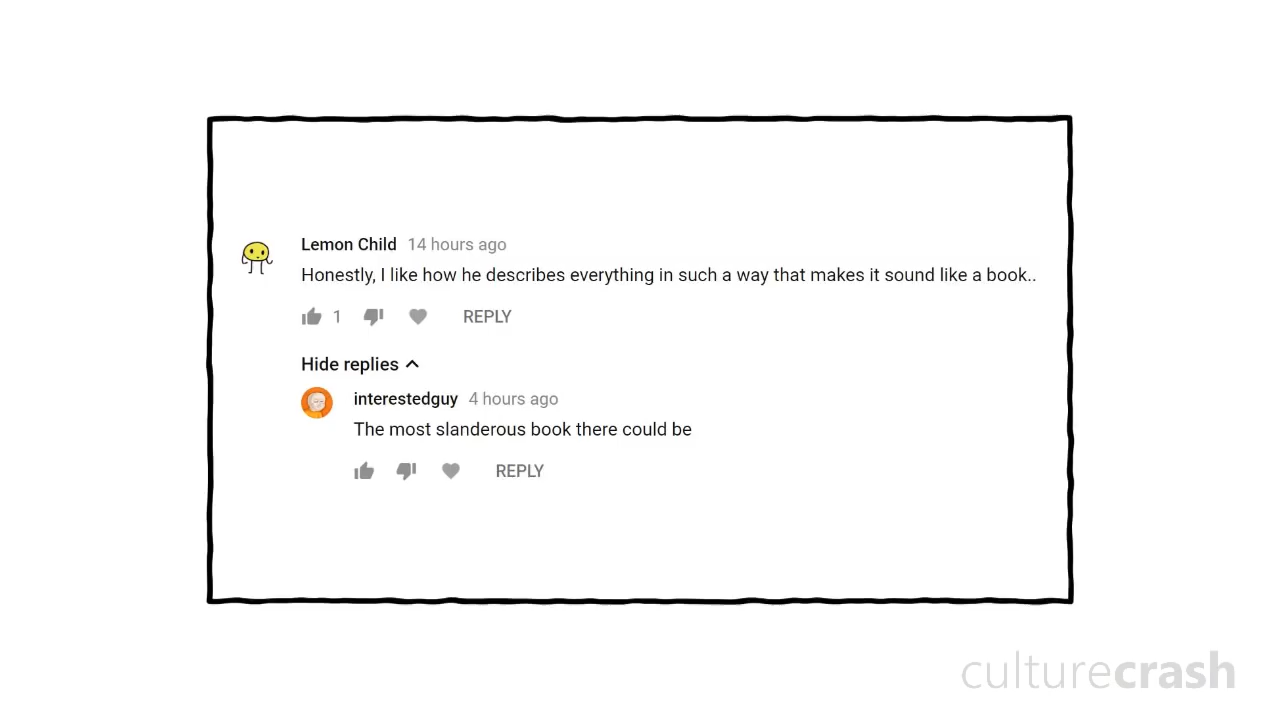 Lemon Child 14 hours ago
Honestly, I like how he describes everything in such a way that makes it sound like a book..
1 REPLY
Hide replies
interestedguy 4 hours ago
The most slanderous book there could be
REPLY
culturecrash